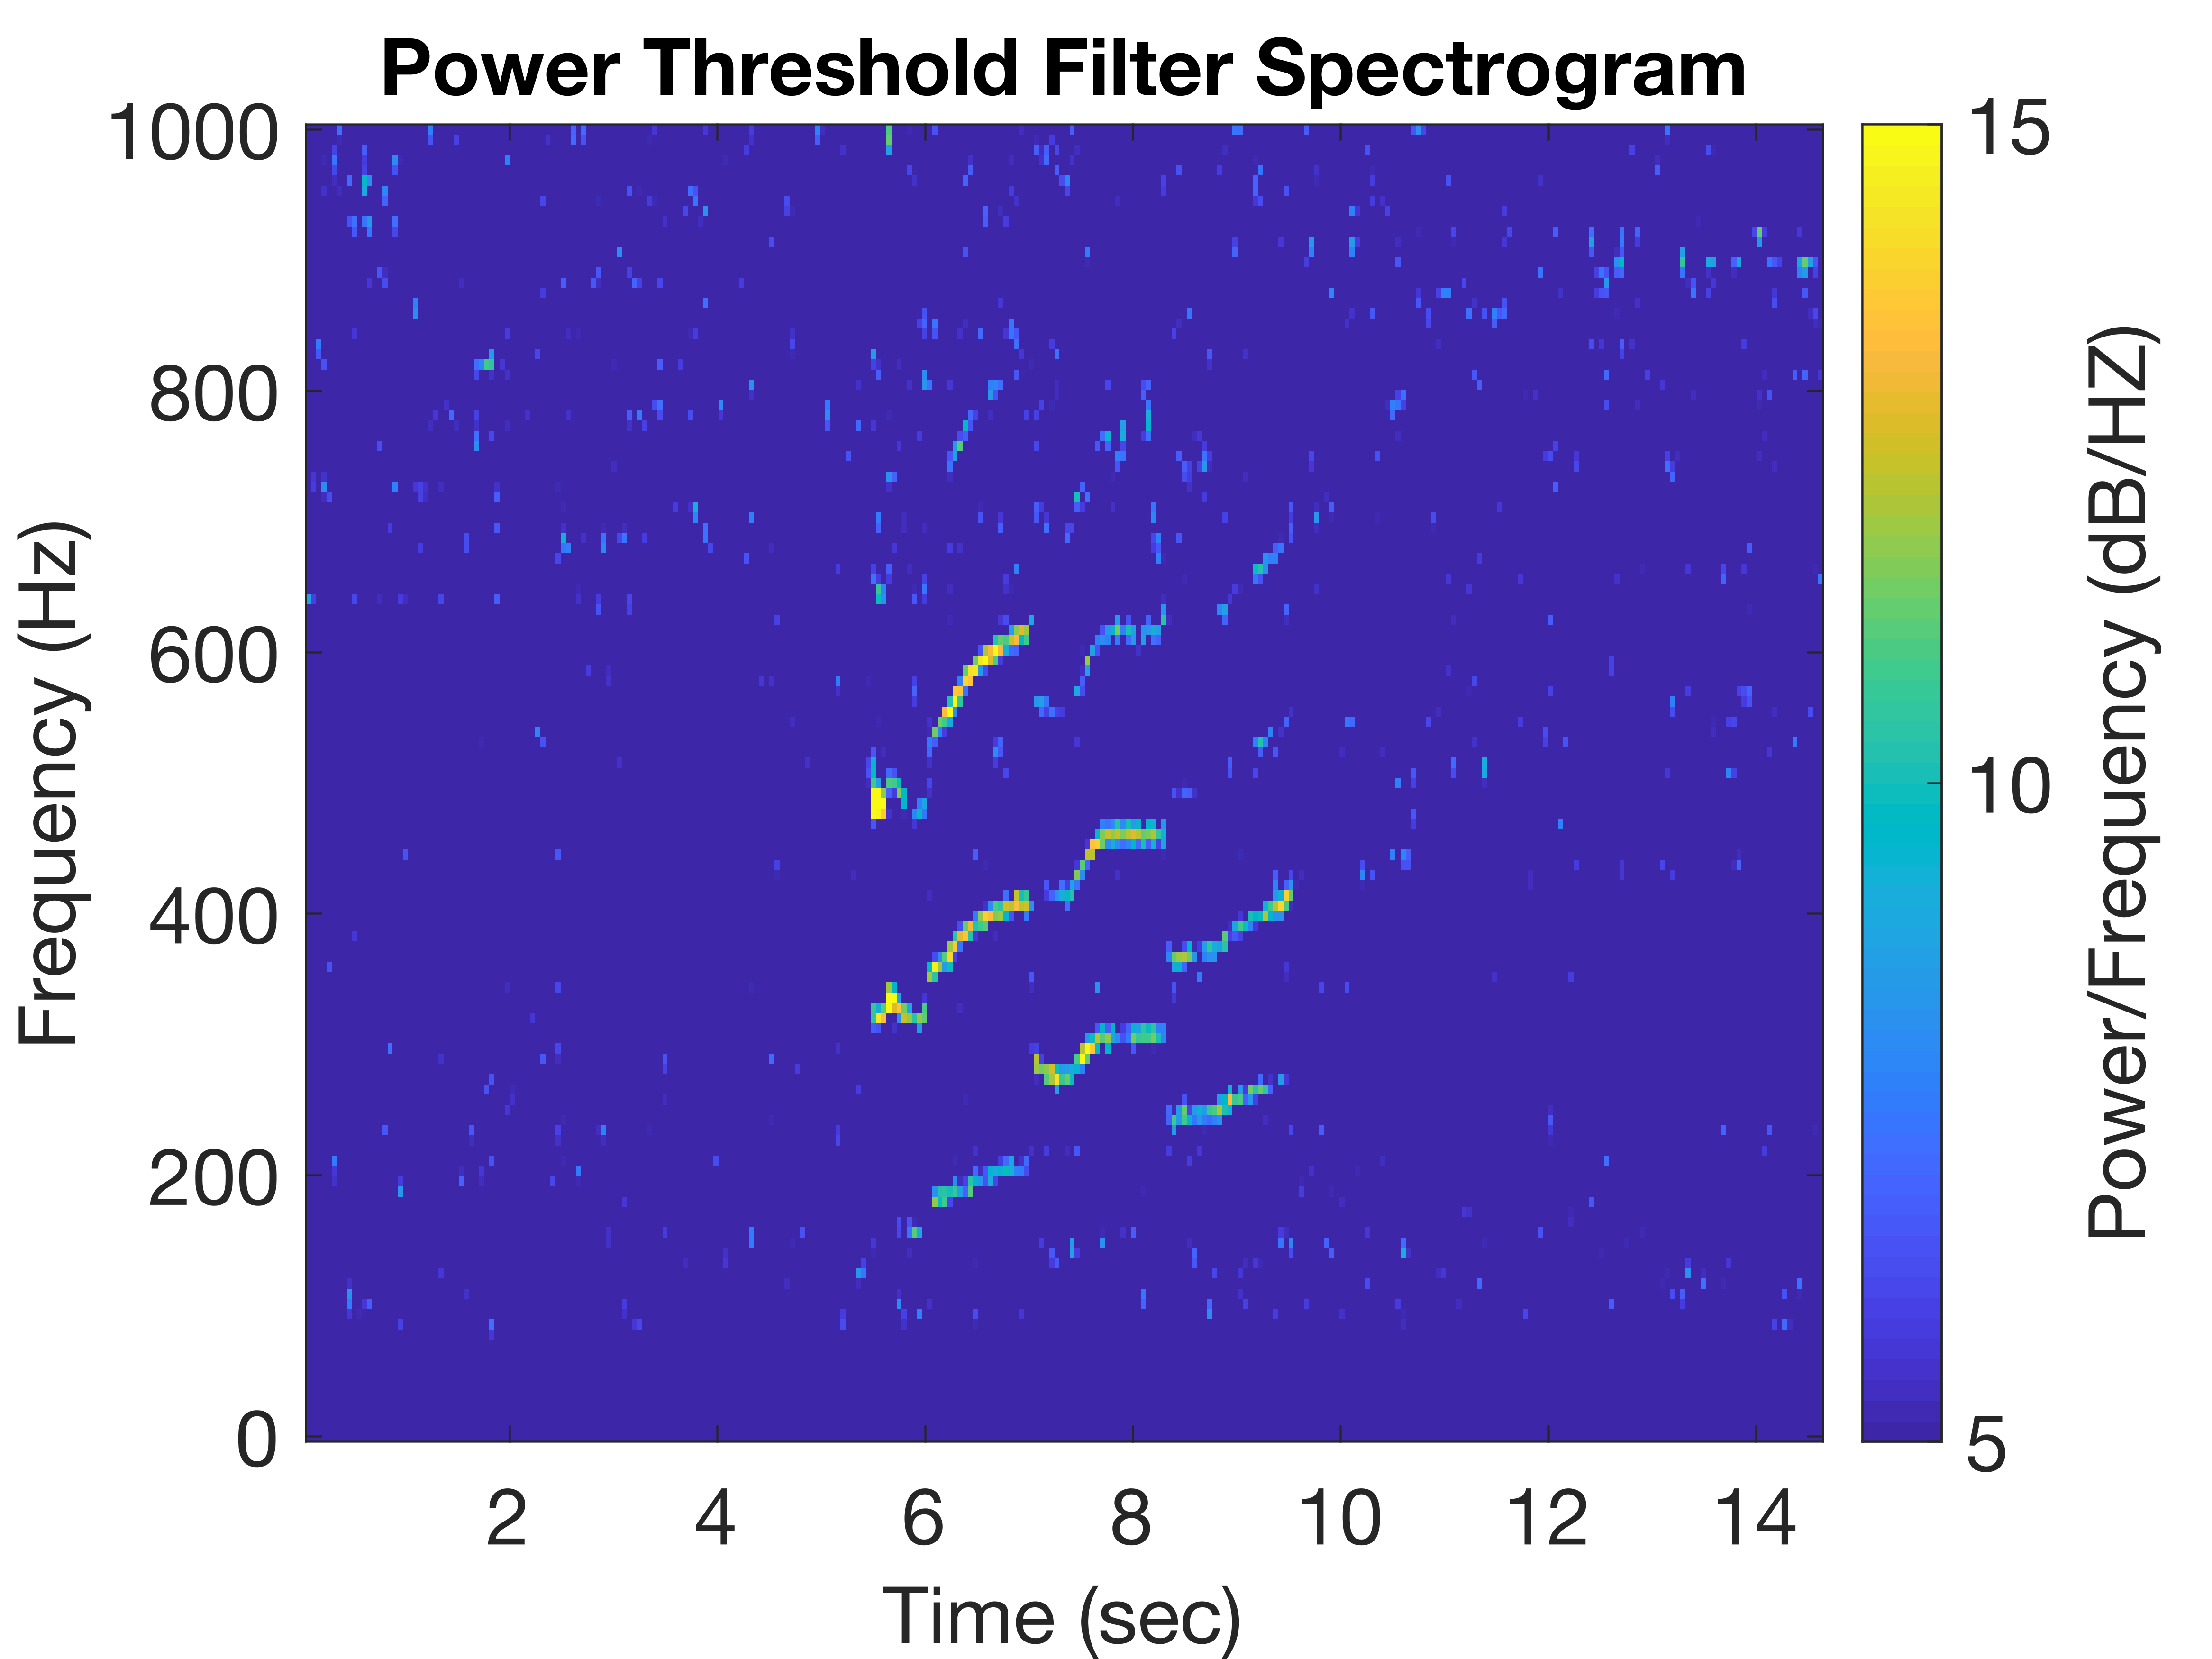 Power Threshold Filter Spectrogram
1000
800
600
400
200
0
Frequency (Hz)
2 4 6 8 10 12 14
Time (sec)
15
10
5
Power/Frequency (dB/HZ)